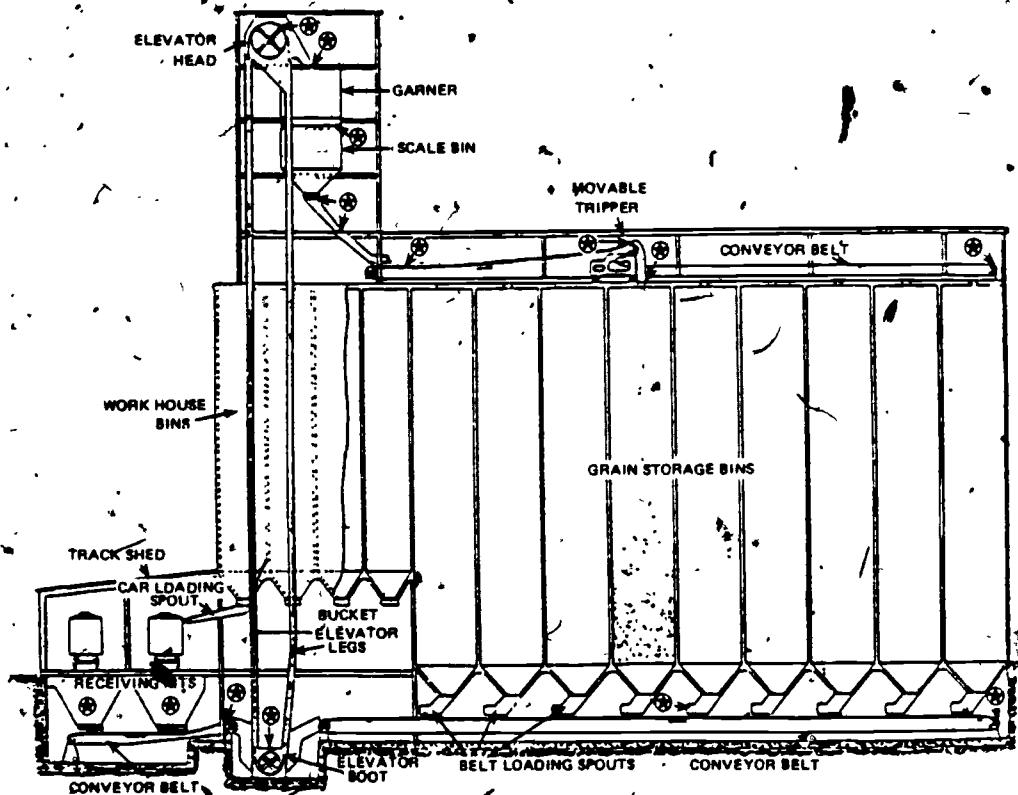 ELEVATOR
HEAD
GARNER
SCALE BIN
MOVABLE
TRIPPER
CONVEYOR BELT
WORK HOUSE
BINS
GRAIN STORAGE BINS
TRACK SHED
CAR LOADING
SPOUT
BUCKET
ELEVATOR
LEGS
RECEIVING PITS
ELEVATOR
BOOT
BELT LOADING SPOUTS
CONVEYOR BELT
CONVEYOR BELT